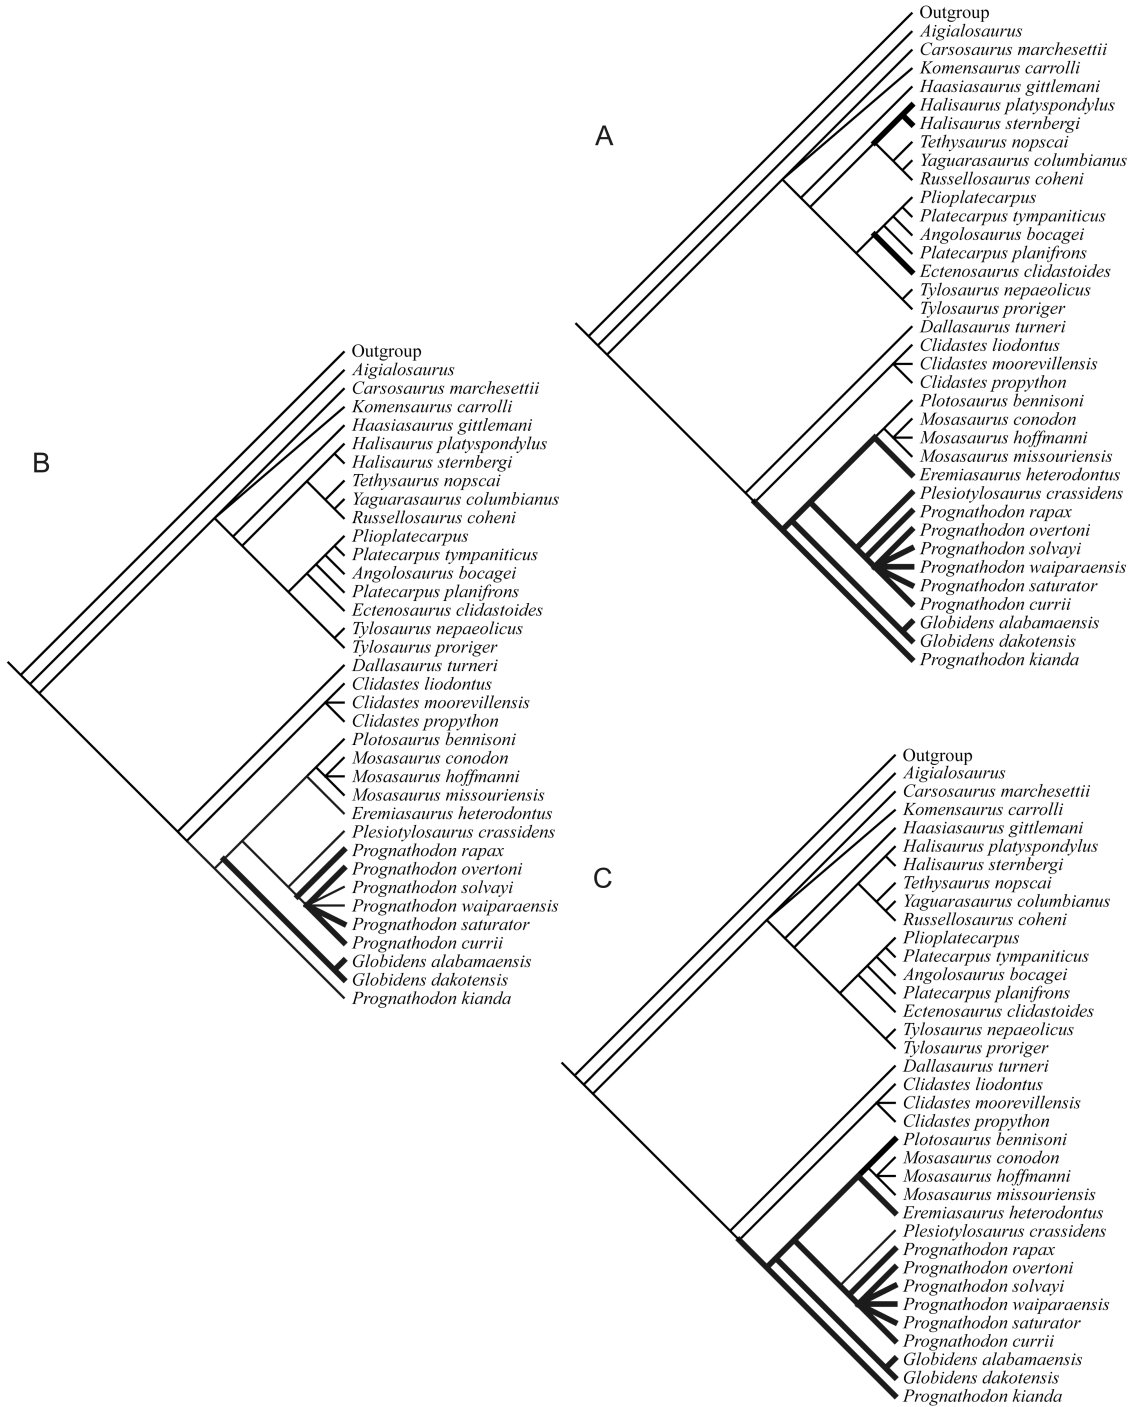 A
Outgroup
Aigialosaurus
Carsosaurus marchesettii
Komensaurus carrolli
Haasiasaurus gittlemani
Halisaurus platyspondylus
Halisaurus sternbergi
Tethysaurus nopscai
Yaguarasaurus columbianus
Russellosaurus coheni
Plioplatecarpus
Platecarpus tympaniticus
Angolosaurus bocagei
Platecarpus planifrons
Ectenosaurus clidastoides
Tylosaurus nepaeolicus
Tylosaurus proriger
Dallasaurus turneri
Clidastes liodontus
Clidastes moorevillensis
Clidastes propython
Plotosaurus bennisoni
Mosasaurus conodon
Mosasaurus hoffmanni
Mosasaurus missouriensis
Eremiasaurus heterodontus
Plesiotylosaurus crassidens
Prognathodon rapax
Prognathodon overtoni
Prognathodon solvayi
Prognathodon waiparaensis
Prognathodon saturator
Prognathodon currii
Globidens alabamaensis
Globidens dakotensis
Prognathodon kianda
B
Outgroup
Aigialosaurus
Carsosaurus marchesettii
Komensaurus carrolli
Haasiasaurus gittlemani
Halisaurus platyspondylus
Halisaurus sternbergi
Tethysaurus nopscai
Yaguarasaurus columbianus
Russellosaurus coheni
Plioplatecarpus
Platecarpus tympaniticus
Angolosaurus bocagei
Platecarpus planifrons
Ectenosaurus clidastoides
Tylosaurus nepaeolicus
Tylosaurus proriger
Dallasaurus turneri
Clidastes liodontus
Clidastes moorevillensis
Clidastes propython
Plotosaurus bennisoni
Mosasaurus conodon
Mosasaurus hoffmanni
Mosasaurus missouriensis
Eremiasaurus heterodontus
Plesiotylosaurus crassidens
Prognathodon rapax
Prognathodon overtoni
Prognathodon solvayi
Prognathodon waiparaensis
Prognathodon saturator
Prognathodon currii
Globidens alabamaensis
Globidens dakotensis
Prognathodon kianda
C
Outgroup
Aigialosaurus
Carsosaurus marchesettii
Komensaurus carrolli
Haasiasaurus gittlemani
Halisaurus platyspondylus
Halisaurus sternbergi
Tethysaurus nopscai
Yaguarasaurus columbianus
Russellosaurus coheni
Plioplatecarpus
Platecarpus tympaniticus
Angolosaurus bocagei
Platecarpus planifrons
Ectenosaurus clidastoides
Tylosaurus nepaeolicus
Tylosaurus proriger
Dallasaurus turneri
Clidastes liodontus
Clidastes moorevillensis
Clidastes propython
Plotosaurus bennisoni
Mosasaurus conodon
Mosasaurus hoffmanni
Mosasaurus missouriensis
Eremiasaurus heterodontus
Plesiotylosaurus crassidens
Prognathodon rapax
Prognathodon overtoni
Prognathodon solvayi
Prognathodon waiparaensis
Prognathodon saturator
Prognathodon currii
Globidens alabamaensis
Globidens dakotensis
Prognathodon kianda